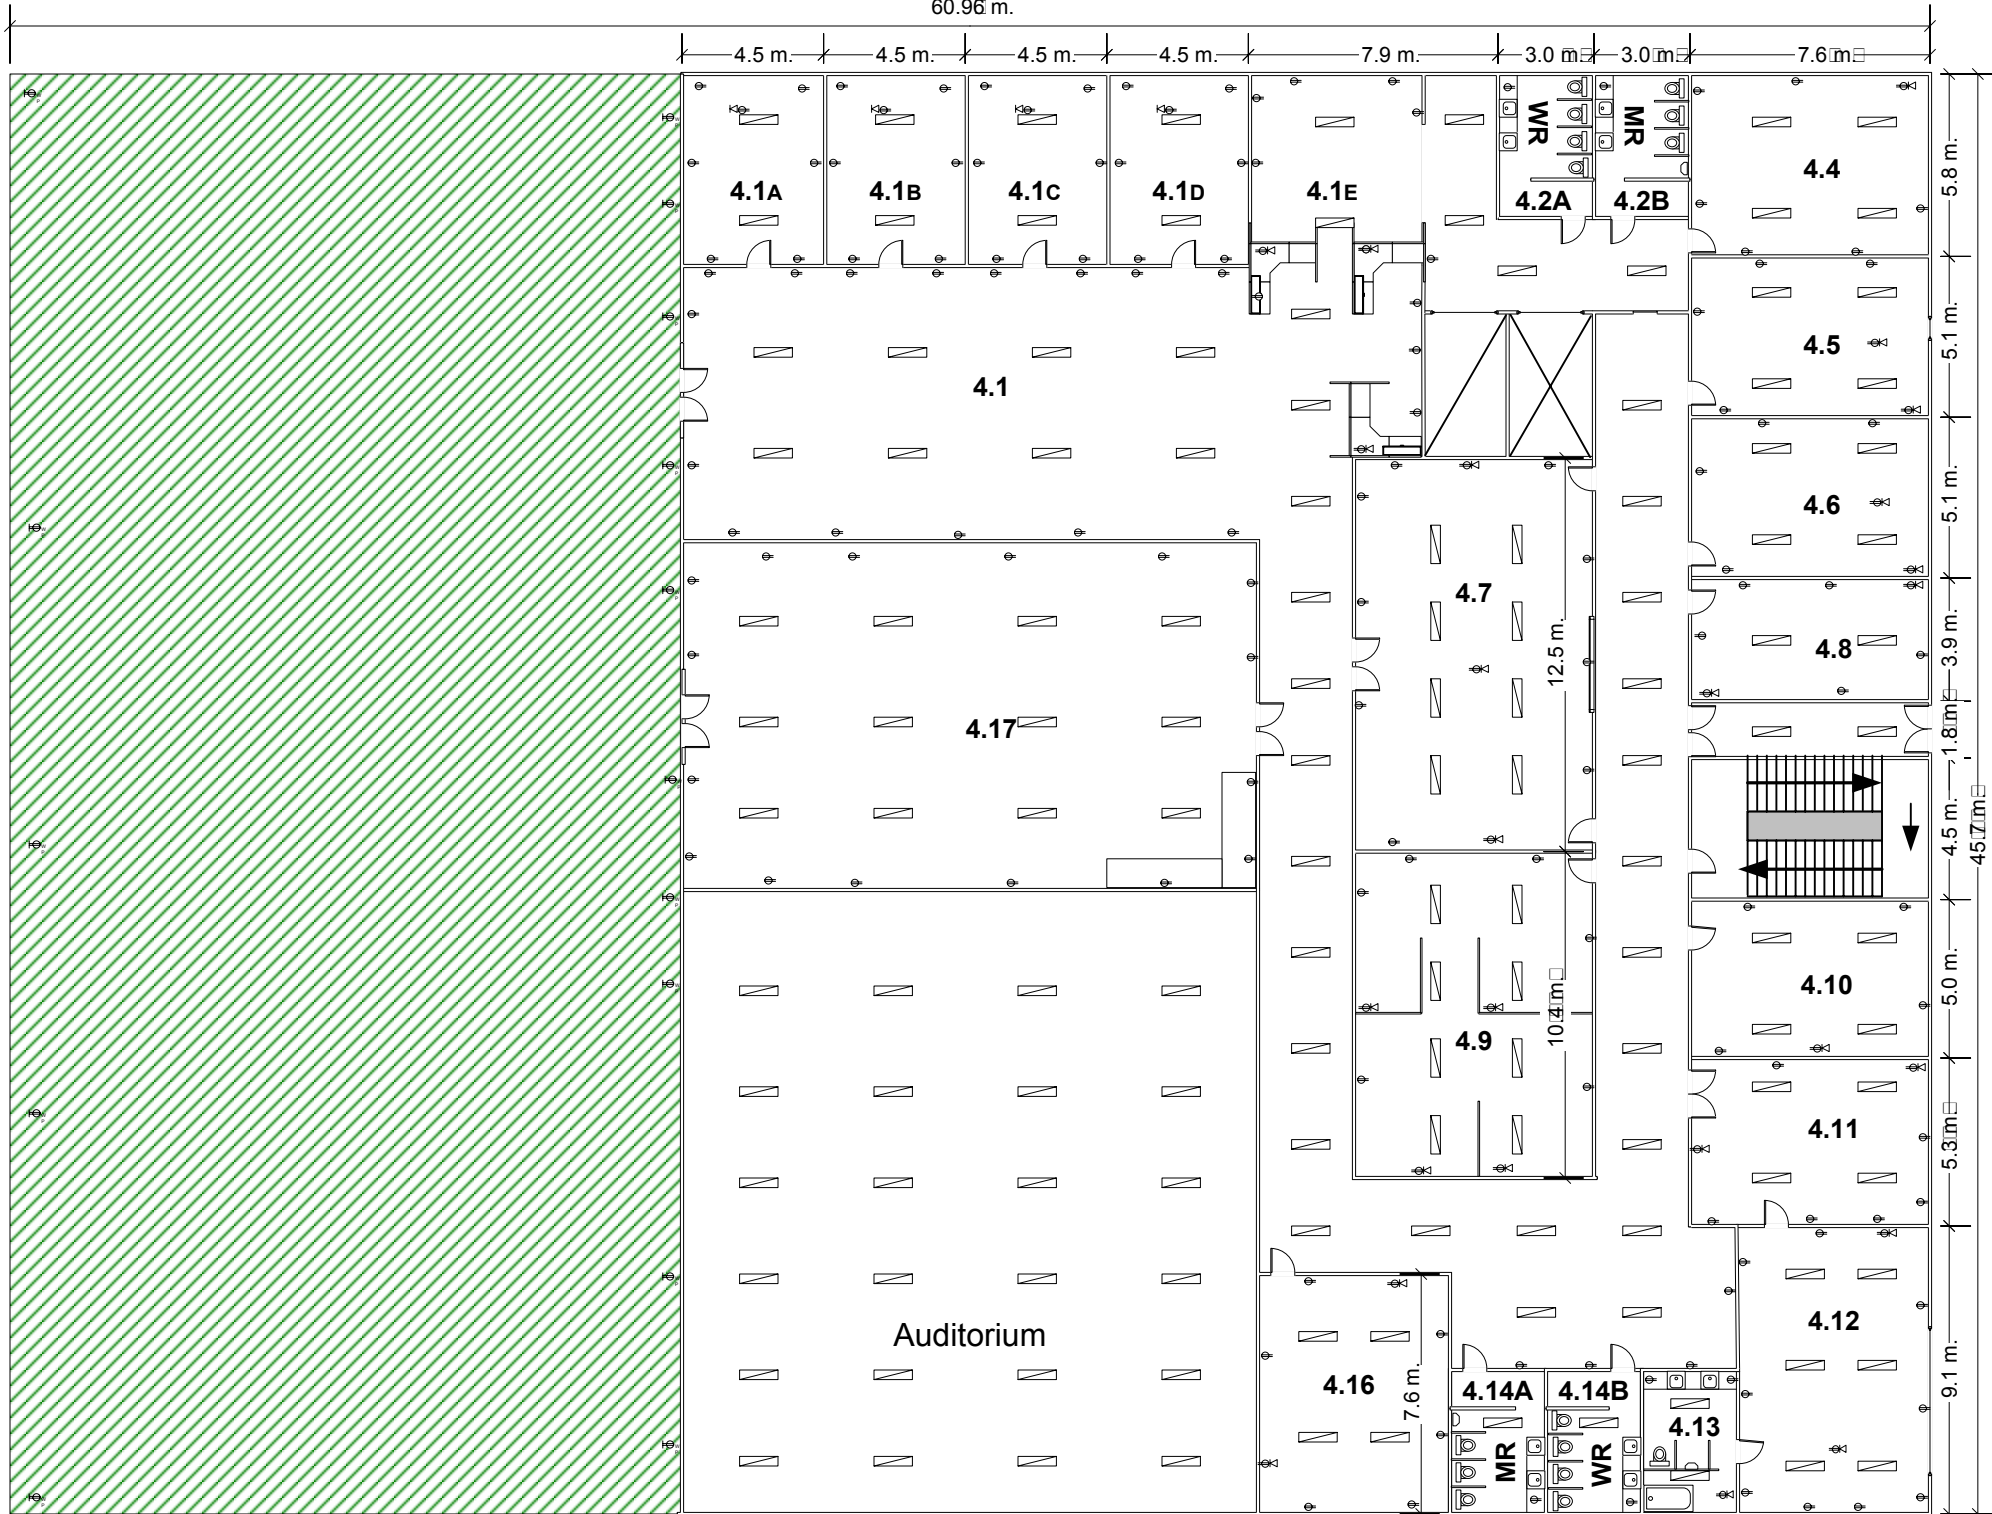 60.96 m.
4.5 m. 4.5 m. 4.5 m. 4.5 m. 7.9 m. 3.0 m. 3.0 m. 7.6 m.
WR MR
4.1A 4.1B 4.1C 4.1D 4.1E 4.2A 4.2B 4.4
5.8 m.
4.1
4.5
5.1 m.
4.6
5.1 m.
4.7
12.5 m.
4.8
3.9 m.
4.17
1.8 m.
4.5 m.
45.7 m.
4.10
5.0 m.
4.9
10.4 m.
4.11
5.3 m.
Auditorium
4.12
9.1 m.
4.16
7.6 m.
4.14A 4.14B
4.13
MR WR